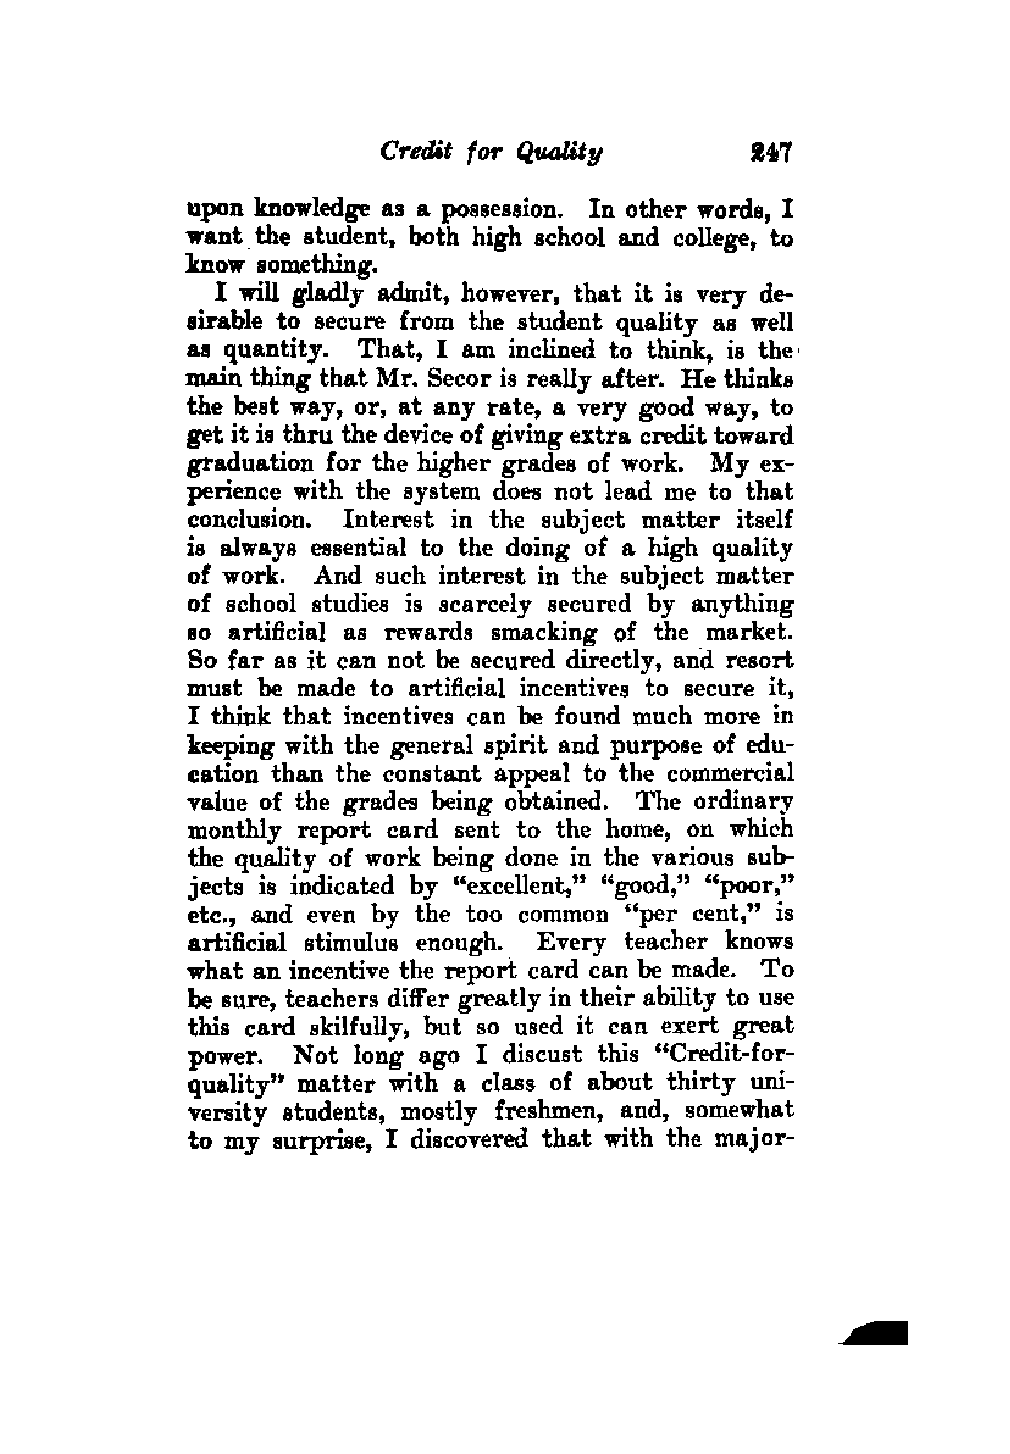 Credit for Quality 247
upon knowledge as a possession. In other words, I
want the student, both high school and college, to
know something.
I will gladly admit, however, that it is very de-
sirable to secure from the student quality as well
as quantity. That, I am inclined to think, is the
main thing that Mr. Secor is really after. He thinks
the best way, or, at any rate, a very good way, to
get it is thru the device of giving extra credit toward
graduation for the higher grades of work. My ex-
perience with the system does not lead me to that
conclusion. Interest in the subject matter itself
is always essential to the doing of a high quality
of work. And such interest in the subject matter
of school studies is scarcely secured by anything
so artificial as rewards smacking of the market.
So far as it can not be secured directly, and resort
must be made to artificial incentives to secure it,
I think that incentives can be found much more in
keeping with the general spirit and purpose of edu-
cation than the constant appeal to the commercial
value of the grades being obtained. The ordinary
monthly report card sent to the home, on which
the quality of work being done in the various sub-
jects is indicated by “excellent,” “good,” “poor,”
etc., and even by the too common “per cent,” is
artificial stimulus enough. Every teacher knows
what an incentive the report card can be made. To
be sure, teachers differ greatly in their ability to use
this card skilfully, but so used it can exert great
power. Not long ago I discust this “Credit-for-
quality” matter with a class of about thirty uni-
versity students, mostly freshmen, and, somewhat
to my surprise, I discovered that with the major-